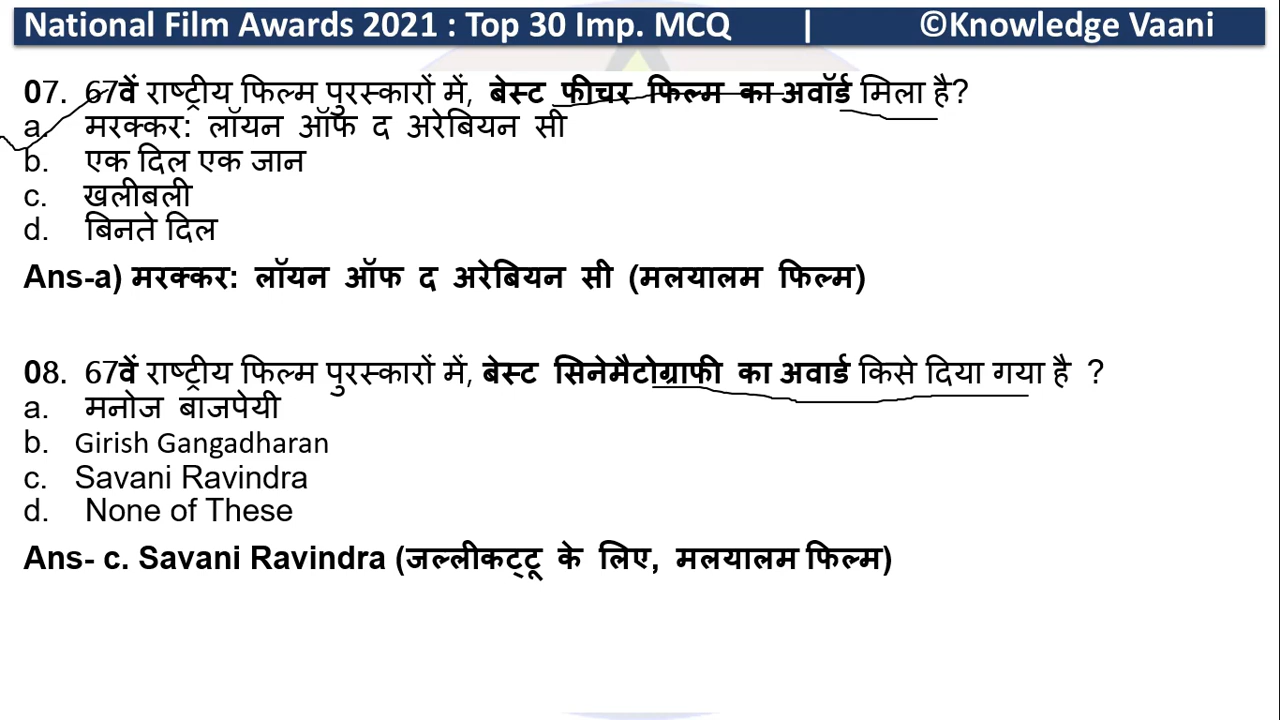 National Film Awards 2021 : Top 30 Imp. MCQ | ©Knowledge Vaani
07. 67वें राष्ट्रीय फिल्म पुरस्कारों में, बेस्ट फीचर फिल्म का अवॉर्ड मिला है?
a. मरक्कर: लॉयन ऑफ द अरेबियन सी
b. एक दिल एक जान
c. खलीबली
d. बिनते दिल
Ans-a) मरक्कर: लॉयन ऑफ द अरेबियन सी (मलयालम फिल्म)
08. 67वें राष्ट्रीय फिल्म पुरस्कारों में, बेस्ट सिनेमैटोग्राफी का अवार्ड किसे दिया गया है ?
a. मनोज बाजपेयी
b. Girish Gangadharan
c. Savani Ravindra
d. None of These
Ans- c. Savani Ravindra (जल्लीकट्टू के लिए, मलयालम फिल्म)